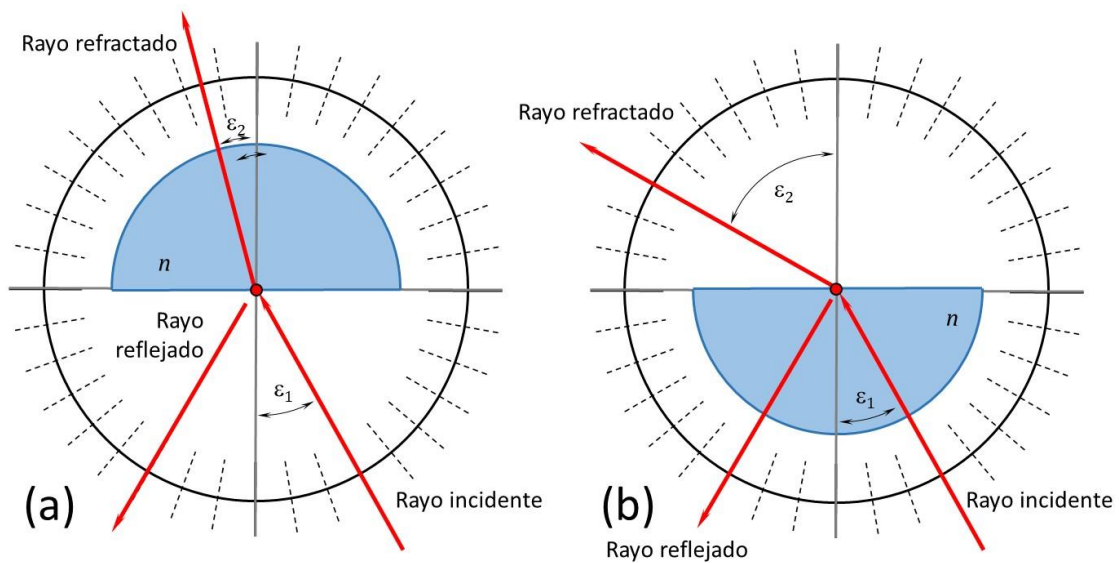 Rayo refractado
ε₂
n
Rayo
reflejado
ε₁
Rayo incidente
(a)
Rayo refractado
ε₂
n
ε₁
Rayo incidente
Rayo reflejado
(b)